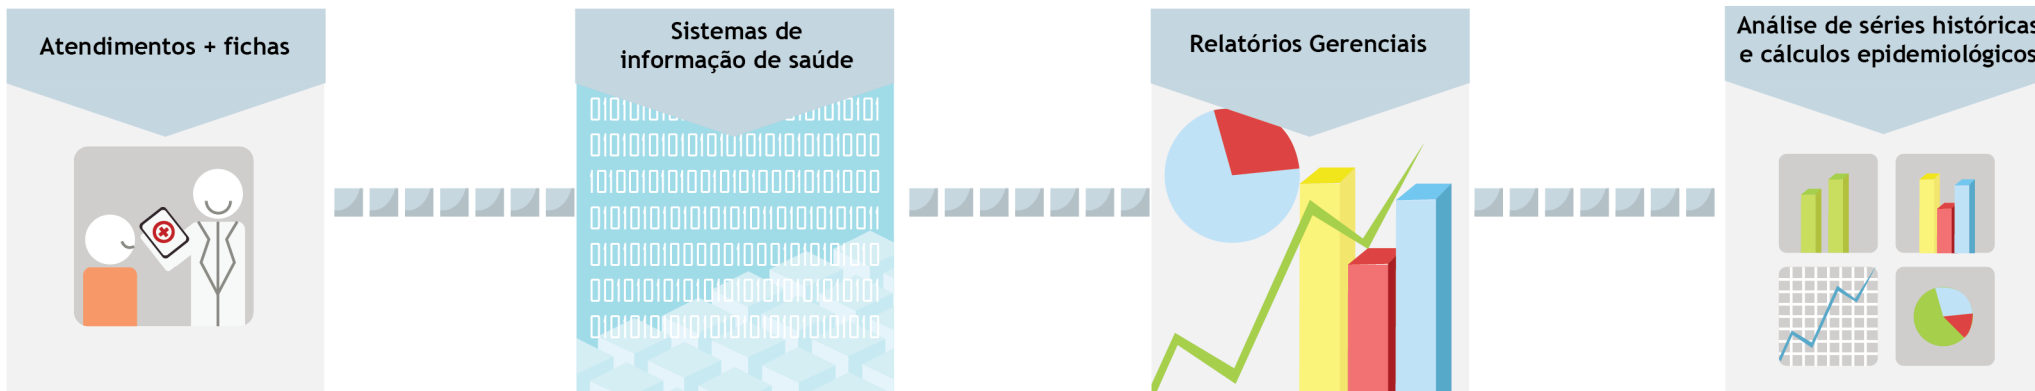 Atendimentos + fichas
Sistemas de
informação de saúde
Relatórios Gerenciais
Análise de séries históricas
e cálculos epidemiológicos